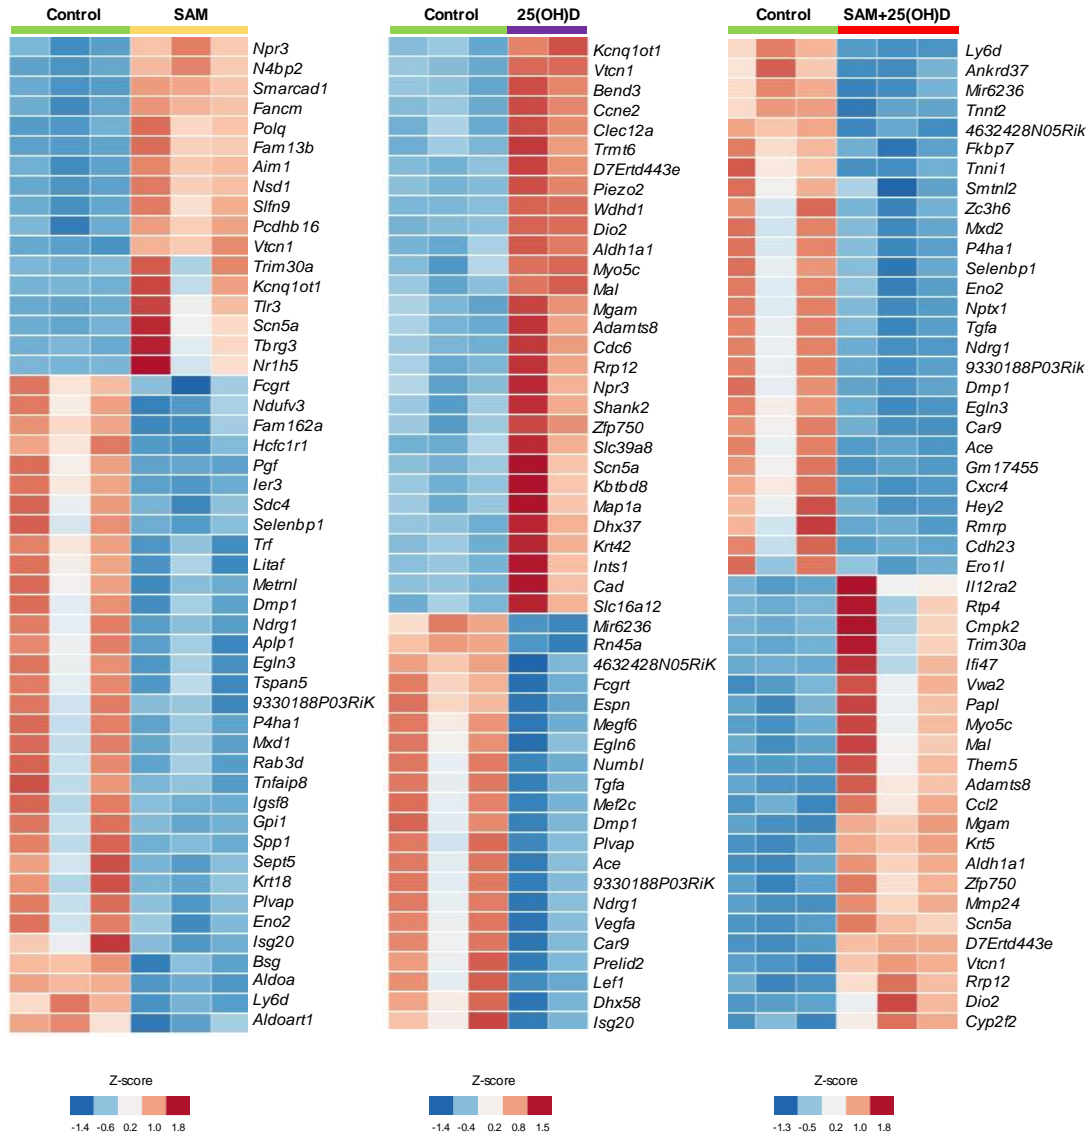 Control SAM
Npr3
N4bp2
Smarcad1
Fancm
Polq
Fam13b
Aim1
Nsd1
Slfn9
Pcdhb16
Vtcn1
Trim30a
Kcnq1ot1
Tlr3
Scn5a
Tbrg3
Nr1h5
Fcgrt
Ndufv3
Fam162a
Hcfc1r1
Pgf
Ier3
Sdc4
Selenbp1
Trf
Litaf
Metrnl
Dmp1
Ndrg1
Aplp1
Egln3
Tspan5
9330188P03RiK
P4ha1
Mxd1
Rab3d
Tnfaip8
Igsf8
Gpi1
Spp1
Sept5
Krt18
Plvap
Eno2
Isg20
Bsg
Aldoa
Ly6d
Aldoart1
Z-score
-1.4 -0.6 0.2 1.0 1.8
Control 25(OH)D
Kcnq1ot1
Vtcn1
Bend3
Ccne2
Clec12a
Trmt6
D7Ertd443e
Piezo2
Wdhd1
Dio2
Aldh1a1
Myo5c
Mal
Mgam
Adamts8
Cdc6
Rrp12
Npr3
Shank2
Zfp750
Slc39a8
Scn5a
Kbtbd8
Map1a
Dhx37
Krt42
Ints1
Cad
Slc16a12
Mir6236
Rn45a
4632428N05RiK
Fcgrt
Espn
Megf6
Egln6
Numbl
Tgfa
Mef2c
Dmp1
Plvap
Ace
9330188P03RiK
Ndrg1
Vegfa
Car9
Prelid2
Lef1
Dhx58
Isg20
Z-score
-1.4 -0.4 0.2 0.8 1.5
Control SAM+25(OH)D
Ly6d
Ankrd37
Mir6236
Tnnt2
4632428N05Rik
Fkbp7
Tnni1
Smtnl2
Zc3h6
Mxd2
P4ha1
Selenbp1
Eno2
Nptx1
Tgfa
Ndrg1
9330188P03Rik
Dmp1
Egln3
Car9
Ace
Gm17455
Cxcr4
Hey2
Rmrp
Cdh23
Ero1l
Il12ra2
Rtp4
Cmpk2
Trim30a
Ifi47
Vwa2
Papl
Myo5c
Mal
Them5
Adamts8
Ccl2
Mgam
Krt5
Aldh1a1
Zfp750
Mmp24
Scn5a
D7Ertd443e
Vtcn1
Rrp12
Dio2
Cyp2f2
Z-score
-1.3 -0.5 0.2 1.0 1.8